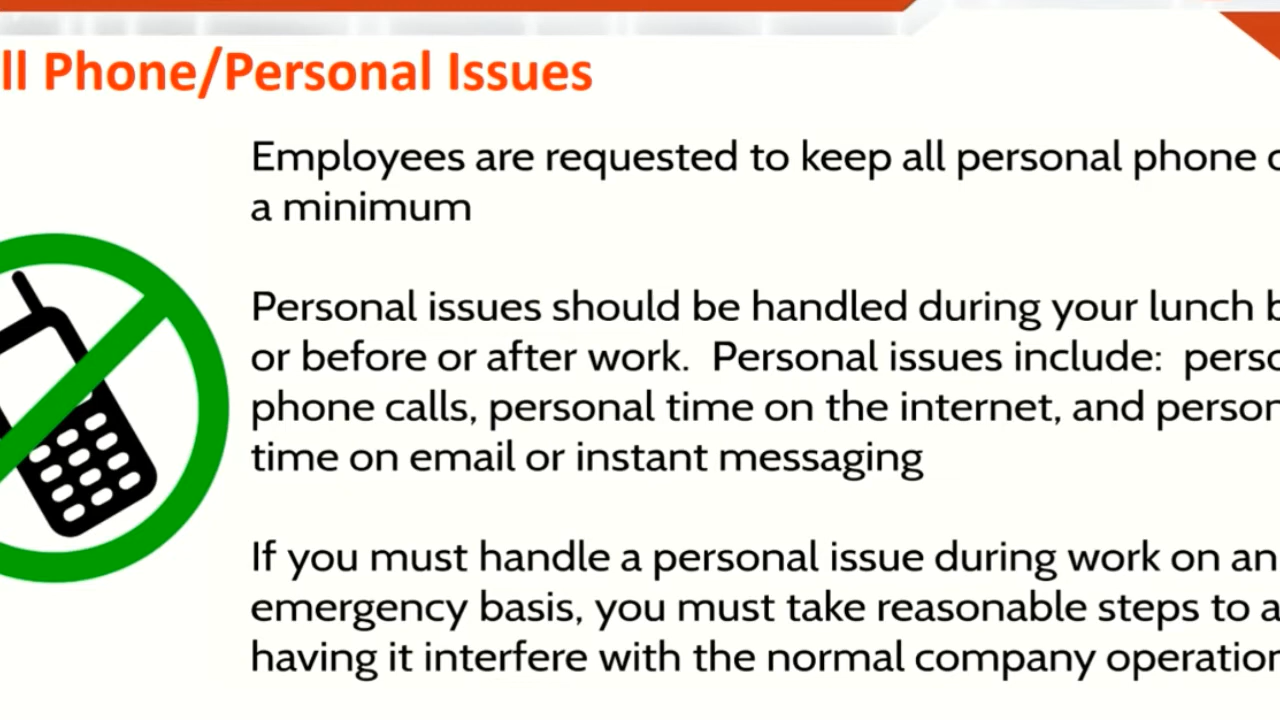 ll Phone/Personal Issues
Employees are requested to keep all personal phone
a minimum
Personal issues should be handled during your lunch
or before or after work. Personal issues include:
phone calls, personal time on the internet, and
time on email or instant messaging
If you must handle a personal issue during work on an
emergency basis, you must take reasonable steps to
having it interfere with the normal company